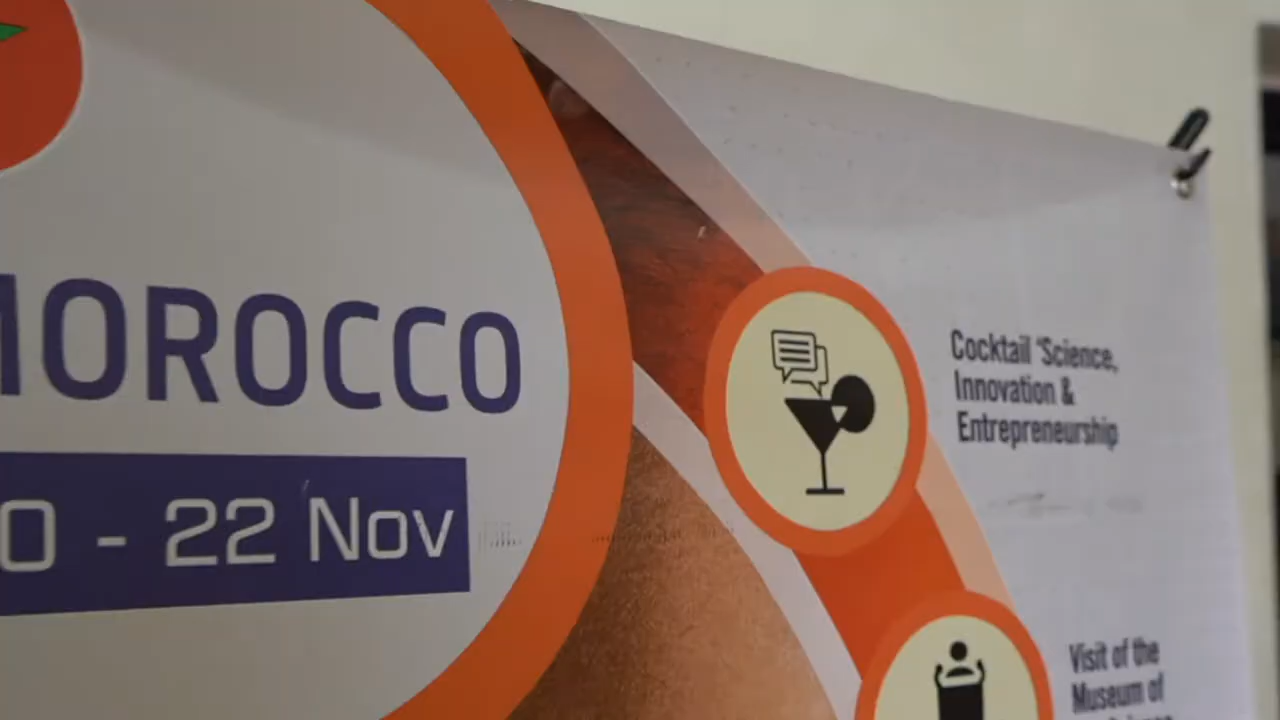 MOROCCO
0 - 22 Nov
Cocktail "Science,
Innovation &
Entrepreneurship
Visit of the
Museum of